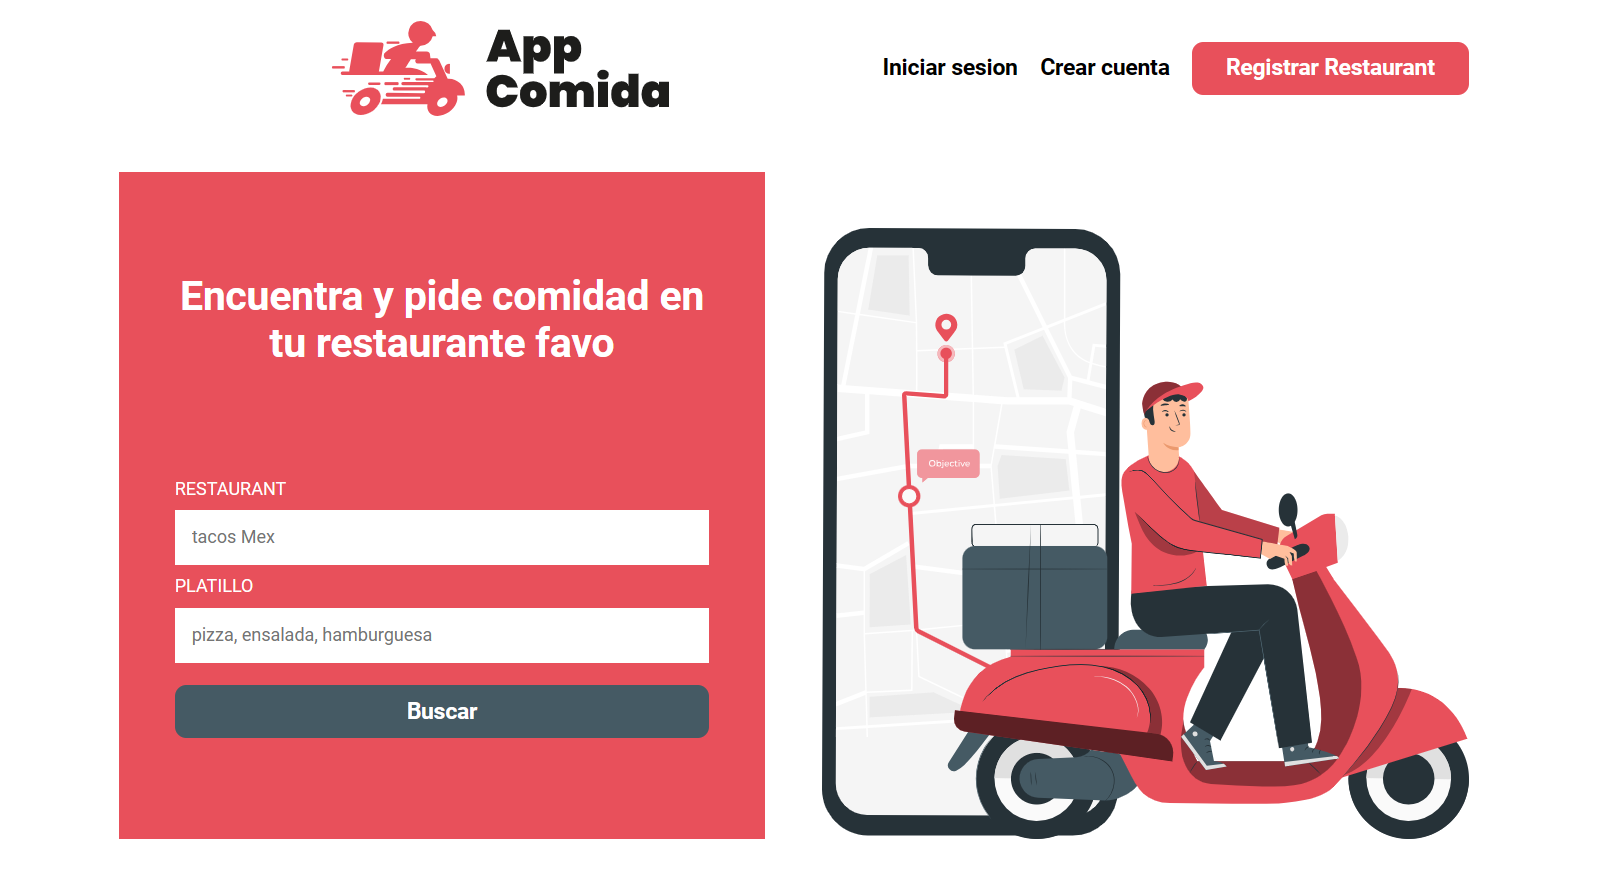 App
Comida
Iniciar sesion
Crear cuenta
Registrar Restaurant
Encuentra y pide comidad en
tu restaurante favo
RESTAURANT
tacos Mex
PLATILLO
pizza, ensalada, hamburguesa
Buscar
Objective